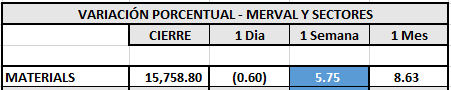 VARIACIÓN PORCENTUAL - MERVAL Y SECTORES
CIERRE 1 Dia 1 Semana 1 Mes
MATERIALS 15,758.80 (0.60) 5.75 8.63